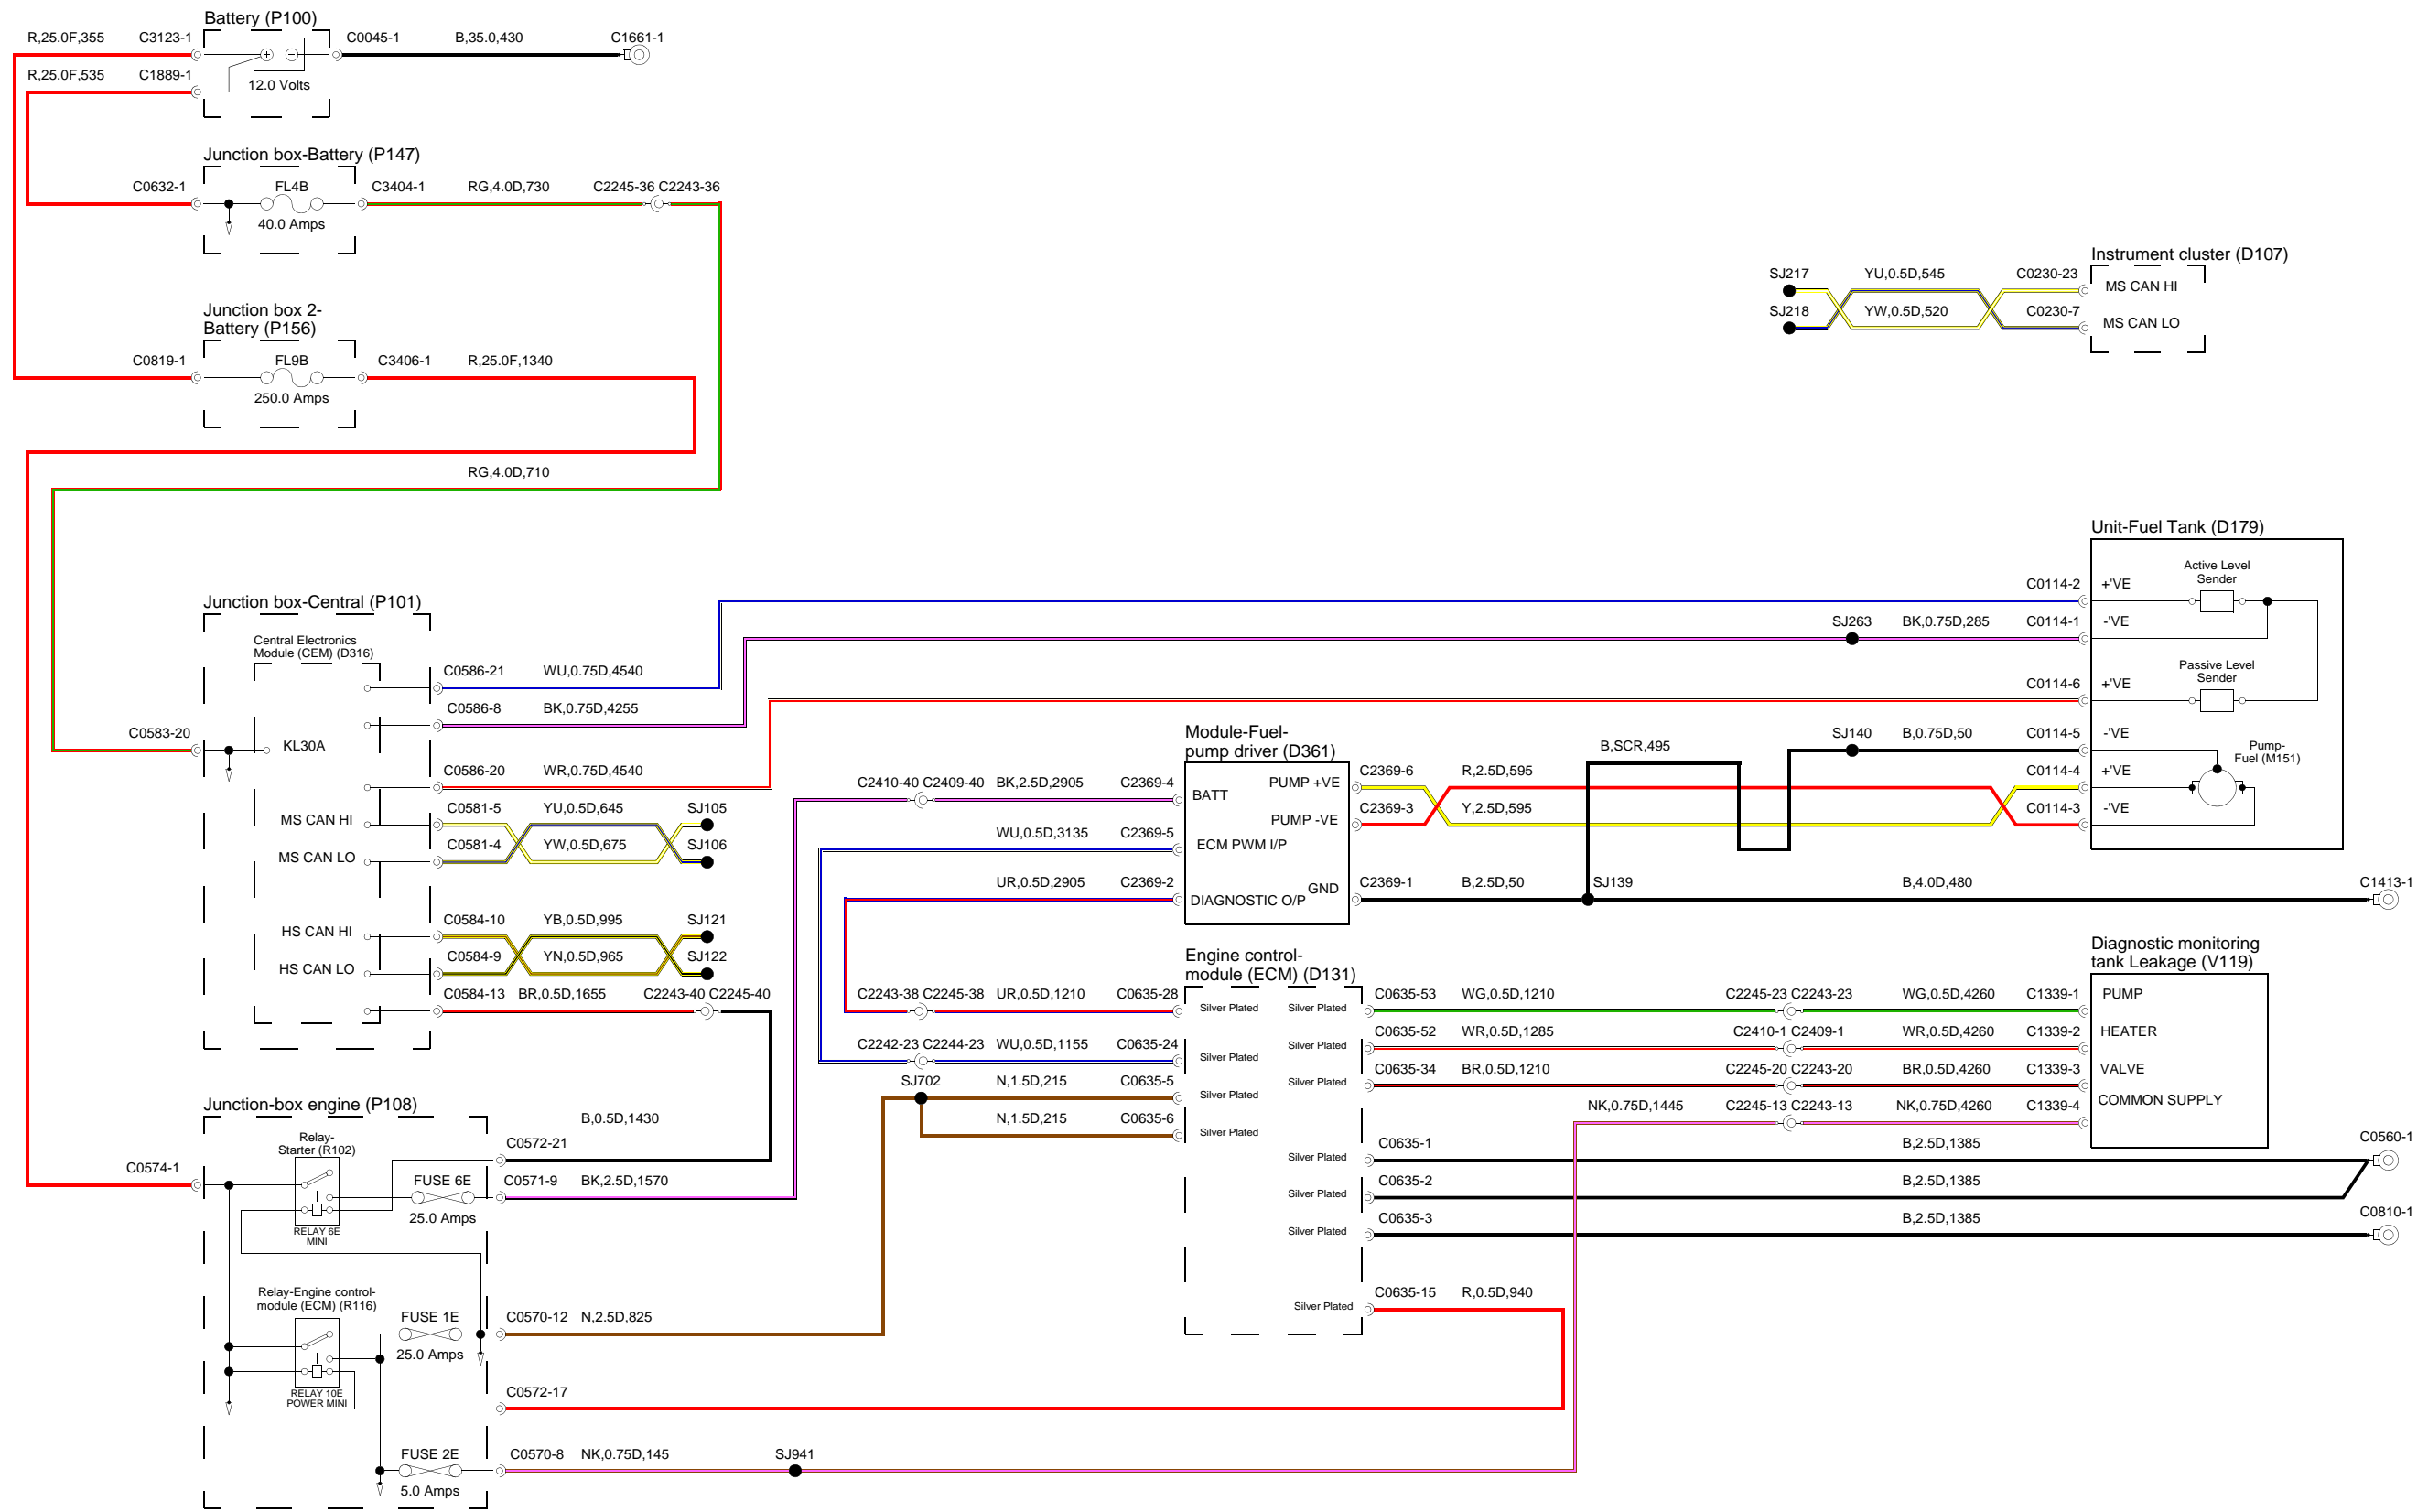 Battery (P100)
R,25.0F,355 C3123-1 C0045-1 B,35.0,430 C1661-1
R,25.0F,535 C1889-1
12.0 Volts
Junction box-Battery (P147)
C0632-1 FL4B C3404-1 RG,4.0D,730 C2245-36 C2243-36
40.0 Amps
Instrument cluster (D107)
SJ217 YU,0.5D,545 C0230-23 MS CAN HI
SJ218 YW,0.5D,520 C0230-7 MS CAN LO
Junction box 2-
Battery (P156)
C0819-1 FL9B C3406-1 R,25.0F,1340
250.0 Amps
RG,4.0D,710
Unit-Fuel Tank (D179)
Active Level
Sender
C0114-2 +'VE
SJ263 BK,0.75D,285 C0114-1 -'VE
Passive Level
Sender
C0114-6 +'VE
SJ140 B,0.75D,50 C0114-5 -'VE
Pump-
Fuel (M151)
C0114-4 +'VE
C0114-3 -'VE
Junction box-Central (P101)
Central Electronics
Module (CEM) (D316)
C0586-21 WU,0.75D,4540
C0586-8 BK,0.75D,4255
C0583-20 KL30A
C0586-20 WR,0.75D,4540
MS CAN HI C0581-5 YU,0.5D,645 SJ105
MS CAN LO C0581-4 YW,0.5D,675 SJ106
HS CAN HI C0584-10 YB,0.5D,995 SJ121
HS CAN LO C0584-9 YN,0.5D,965 SJ122
C0584-13 BR,0.5D,1655 C2243-40 C2245-40
Module-Fuel-
pump driver (D361)
B,SCR,495
C2410-40 C2409-40 BK,2.5D,2905 C2369-4 BATT PUMP +VE C2369-6 R,2.5D,595
PUMP -VE C2369-3 Y,2.5D,595
WU,0.5D,3135 C2369-5 ECM PWM I/P
UR,0.5D,2905 C2369-2 DIAGNOSTIC O/P GND C2369-1 B,2.5D,50 SJ139 B,4.0D,480 C1413-1
Engine control-
module (ECM) (D131)
Diagnostic monitoring
tank Leakage (V119)
C2243-38 C2245-38 UR,0.5D,1210 C0635-28 Silver Plated Silver Plated C0635-53 WG,0.5D,1210 C2245-23 C2243-23 WG,0.5D,4260 C1339-1 PUMP
Silver Plated C0635-52 WR,0.5D,1285 C2410-1 C2409-1 WR,0.5D,4260 C1339-2 HEATER
C2242-23 C2244-23 WU,0.5D,1155 C0635-24 Silver Plated
Silver Plated C0635-34 BR,0.5D,1210 C2245-20 C2243-20 BR,0.5D,4260 C1339-3 VALVE
SJ702 N,1.5D,215 C0635-5 Silver Plated
NK,0.75D,1445 C2245-13 C2243-13 NK,0.75D,4260 C1339-4 COMMON SUPPLY
N,1.5D,215 C0635-6 Silver Plated
Silver Plated C0635-1 B,2.5D,1385 C0560-1
Silver Plated C0635-2 B,2.5D,1385
Silver Plated C0635-3 B,2.5D,1385 C0810-1
Silver Plated C0635-15 R,0.5D,940
Junction-box engine (P108)
B,0.5D,1430
Relay-
Starter (R102)
C0572-21
C0574-1 FUSE 6E C0571-9 BK,2.5D,1570
25.0 Amps
RELAY 6E
MINI
Relay-Engine control-
module (ECM) (R116)
FUSE 1E C0570-12 N,2.5D,825
25.0 Amps
RELAY 10E
POWER MINI
C0572-17
FUSE 2E C0570-8 NK,0.75D,145 SJ941
5.0 Amps